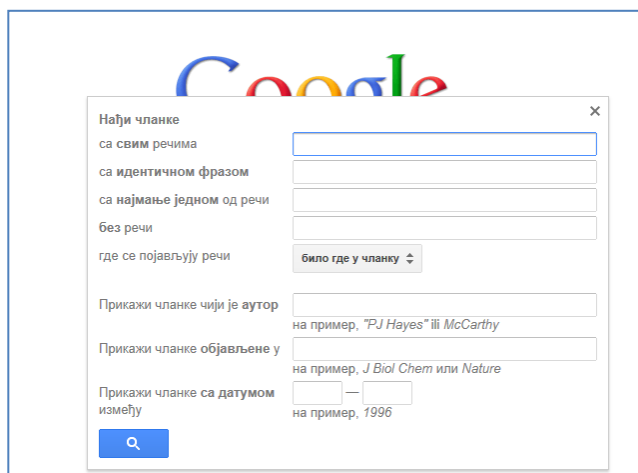 Google
Нађи чланке
са свим речима
са идентичном фразом
са најмање једном од речи
без речи
где се појављују речи
било где у чланку
Прикажи чланке чији је аутор
на пример, "PJ Hayes" ili McCarthy
Прикажи чланке објављене у
на пример, J Biol Chem или Nature
Прикажи чланке са датумом
између
—
на пример, 1996